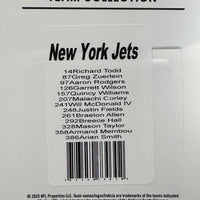 TEAM COLLECTION
New York Jets
14Richard Todd
87Greg Zuerlein
97Aaron Rodgers
126Garrett Wilson
157Quincy Williams
207Malachi Corley
241Will McDonald IV
248Justin Fields
261Braelon Allen
292Breece Hall
328Mason Taylor
358Armand Membou
386Arian Smith
© 2025 NFL Properties LLC. Team names/logos/indicia are trademarks of the teams indicated.